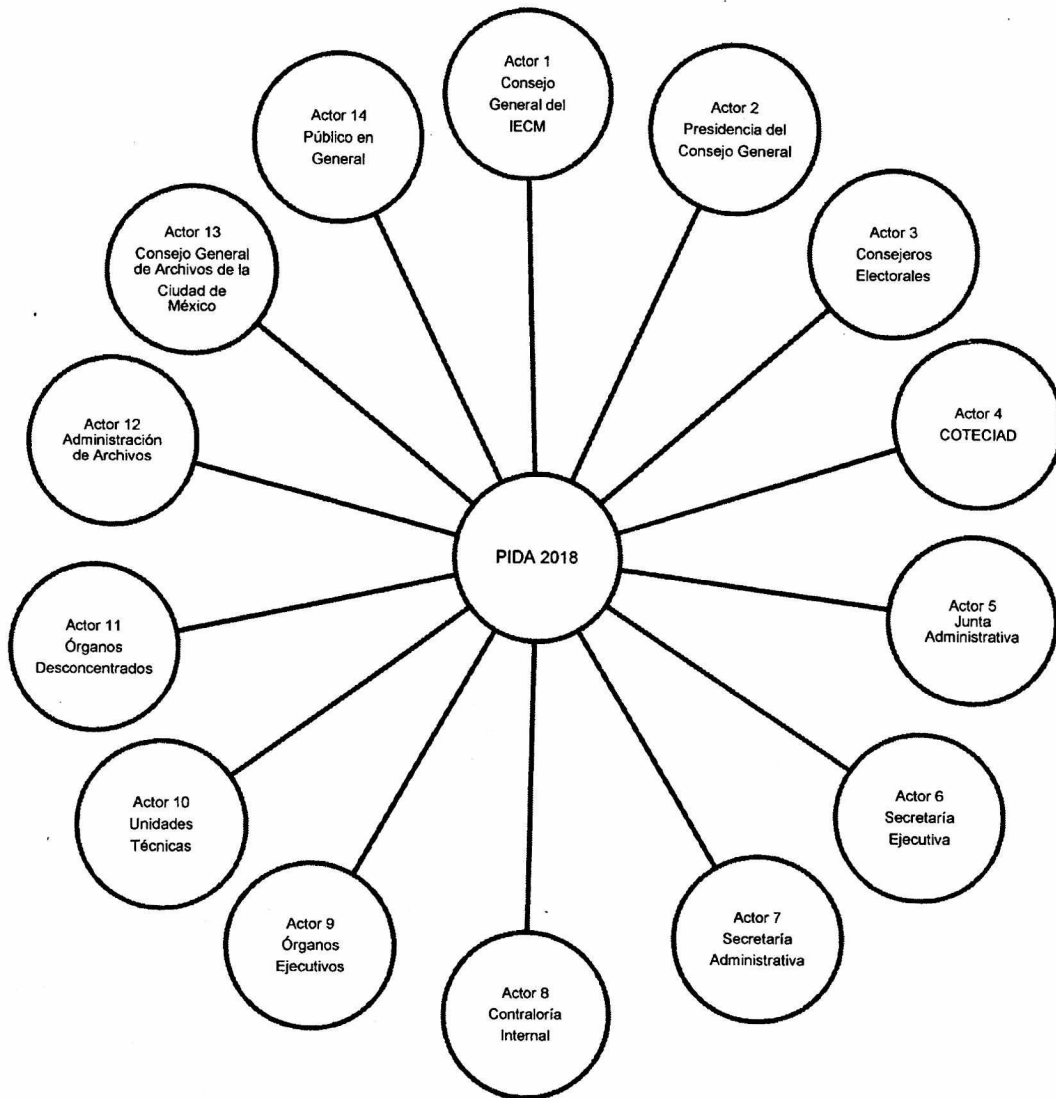 Actor 1
Consejo
General del
IECM
Actor 2
Presidencia del
Consejo General
Actor 3
Consejeros
Electorales
Actor 4
COTECIAD
Actor 5
Junta
Administrativa
Actor 6
Secretaría
Ejecutiva
Actor 7
Secretaría
Administrativa
Actor 8
Contraloría
Internal
Actor 9
Órganos
Ejecutivos
Actor 10
Unidades
Técnicas
Actor 11
Órganos
Desconcentrados
Actor 12
Administración
de Archivos
Actor 13
Consejo General
de Archivos de la
Ciudad de
México
Actor 14
Público en
General
PIDA 2018